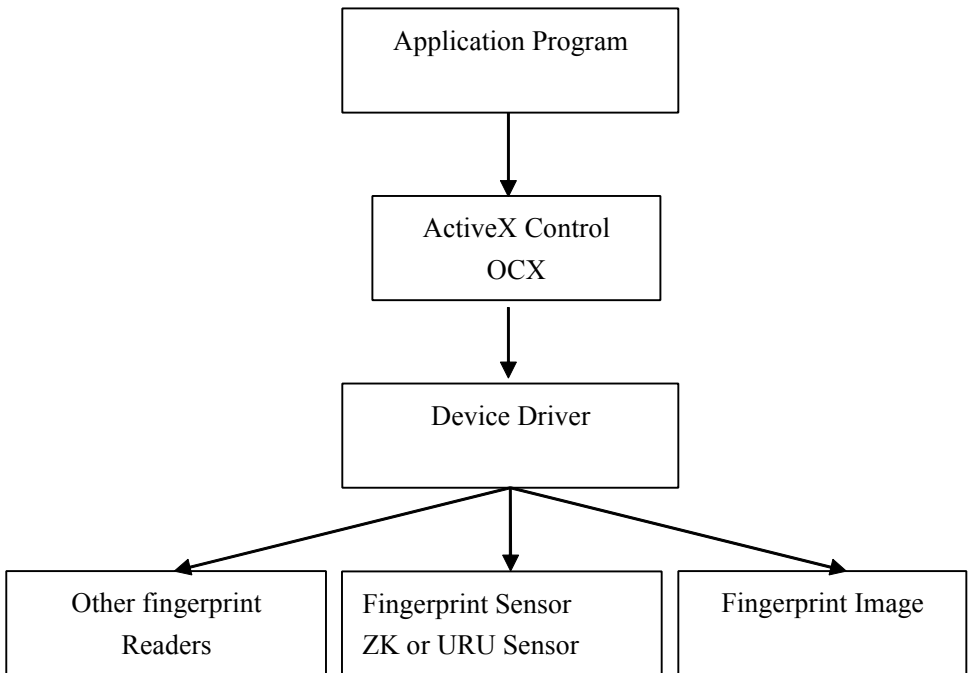 Application Program
ActiveX Control
OCX
Device Driver
Other fingerprint
Readers
Fingerprint Sensor
ZK or URU Sensor
Fingerprint Image